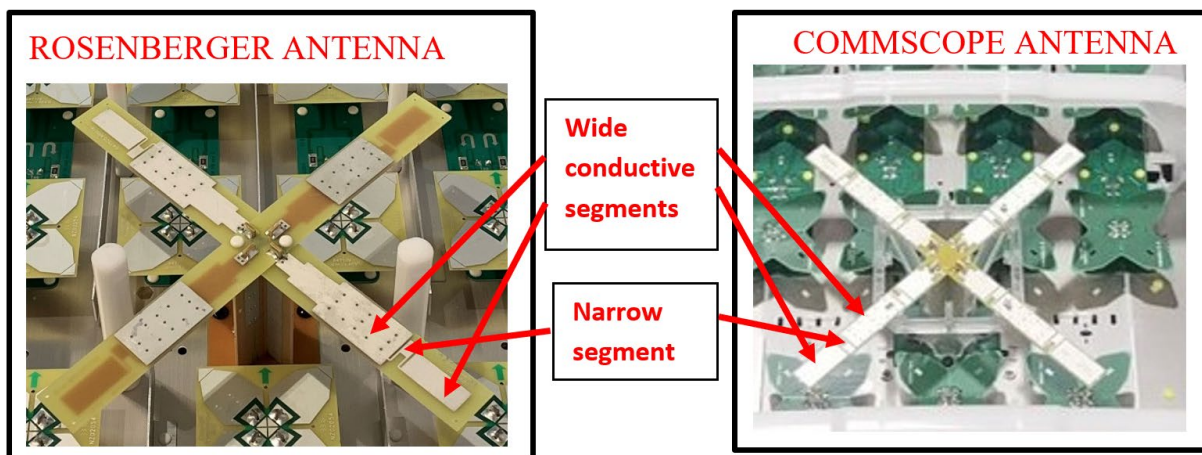 ROSENBERGER ANTENNA
COMMSCOPE ANTENNA
Wide
conductive
segments
Narrow
segment